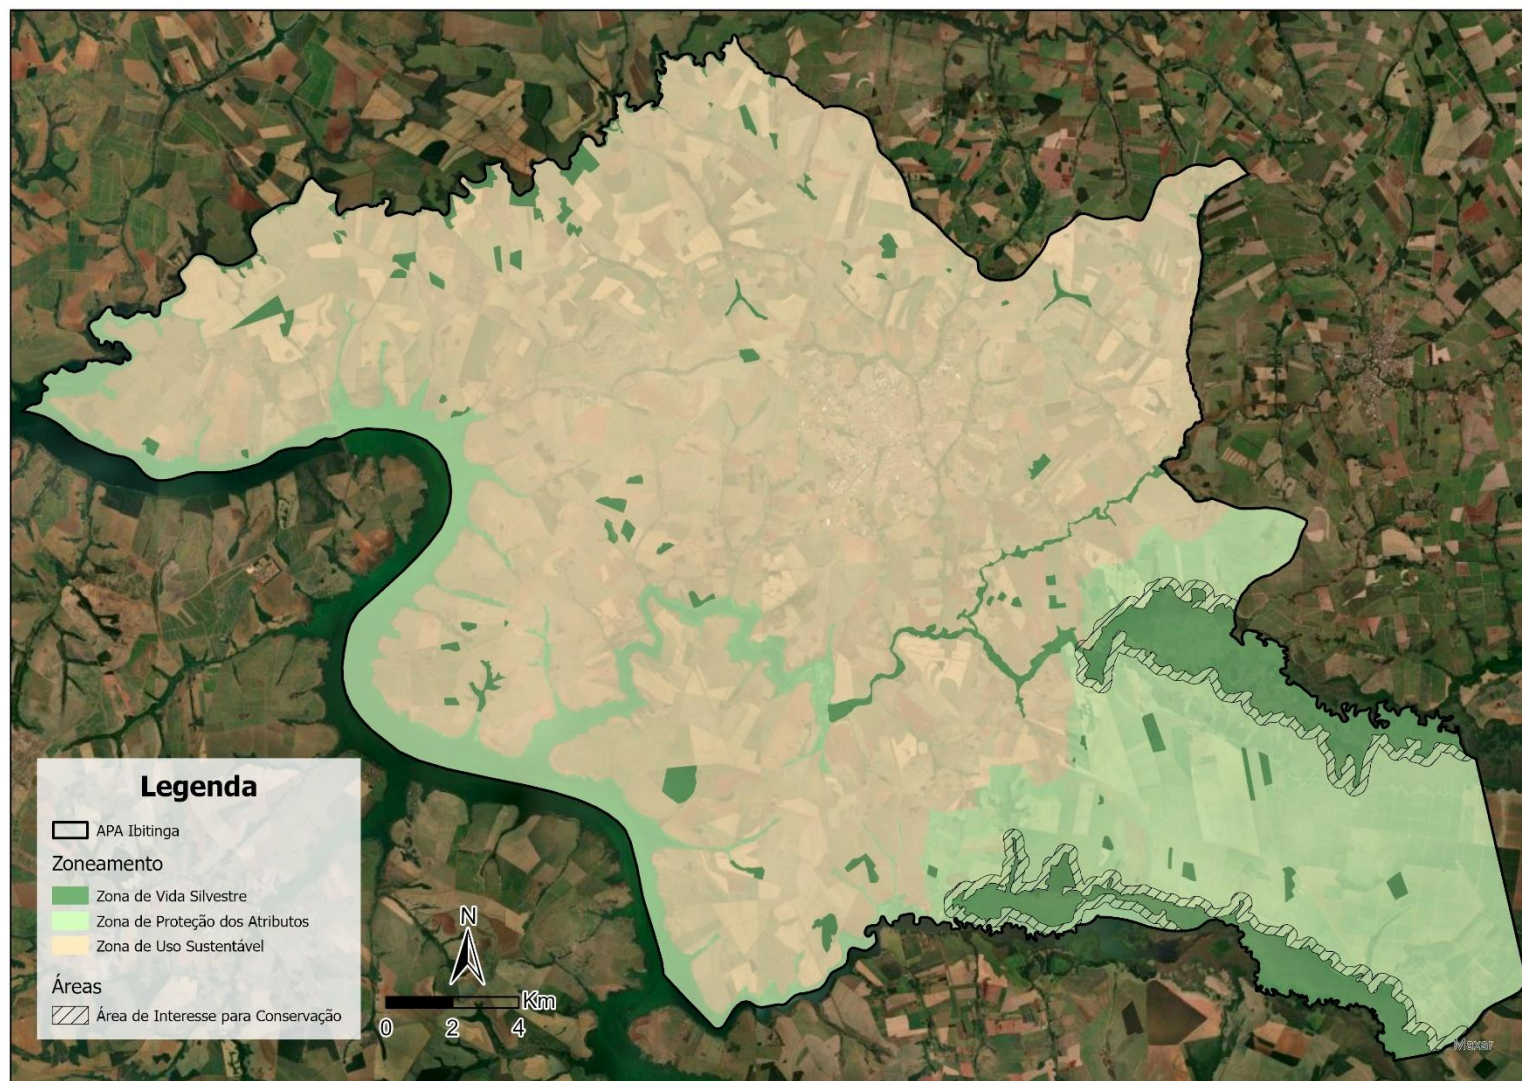 Legenda
APA Ibitinga
Zoneamento
Zona de Vida Silvestre
Zona de Proteção dos Atributos
Zona de Uso Sustentável
Áreas
Área de Interesse para Conservação
N
Km
0 2 4
Maxar